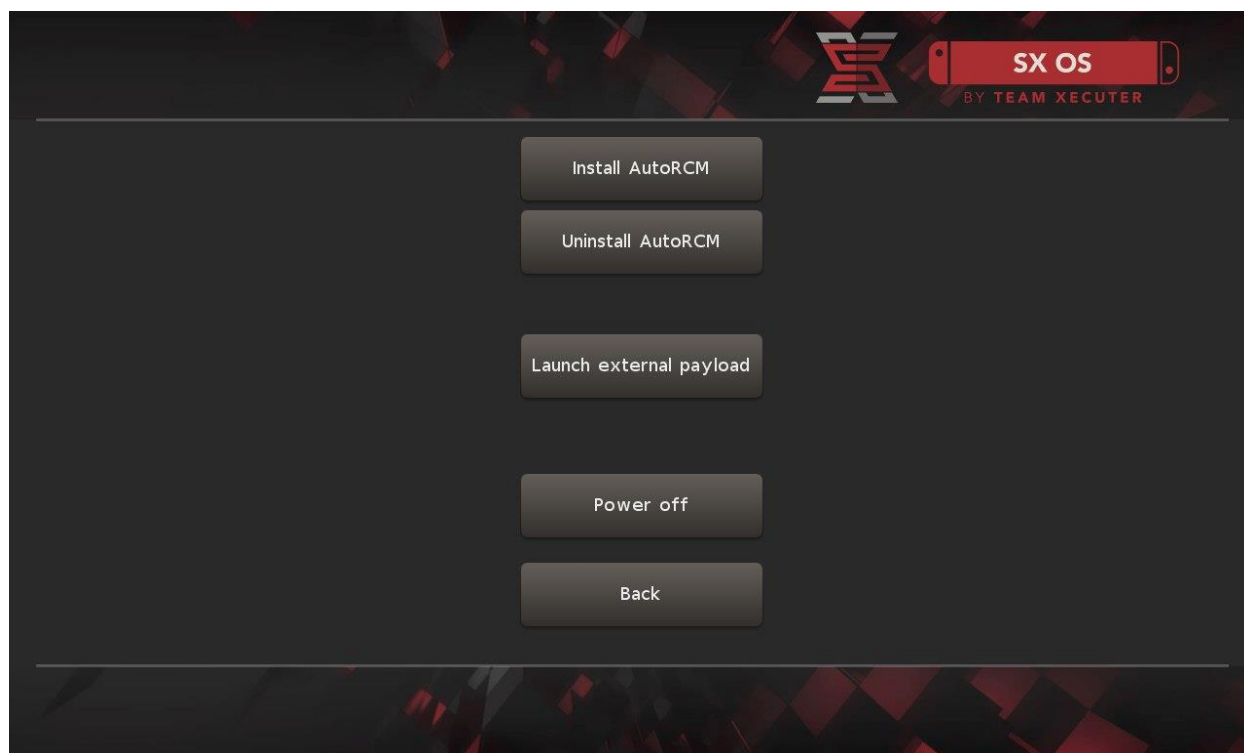 SX OS
BY TEAM XECUTER
Install AutoRCM
Uninstall AutoRCM
Launch external payload
Power off
Back